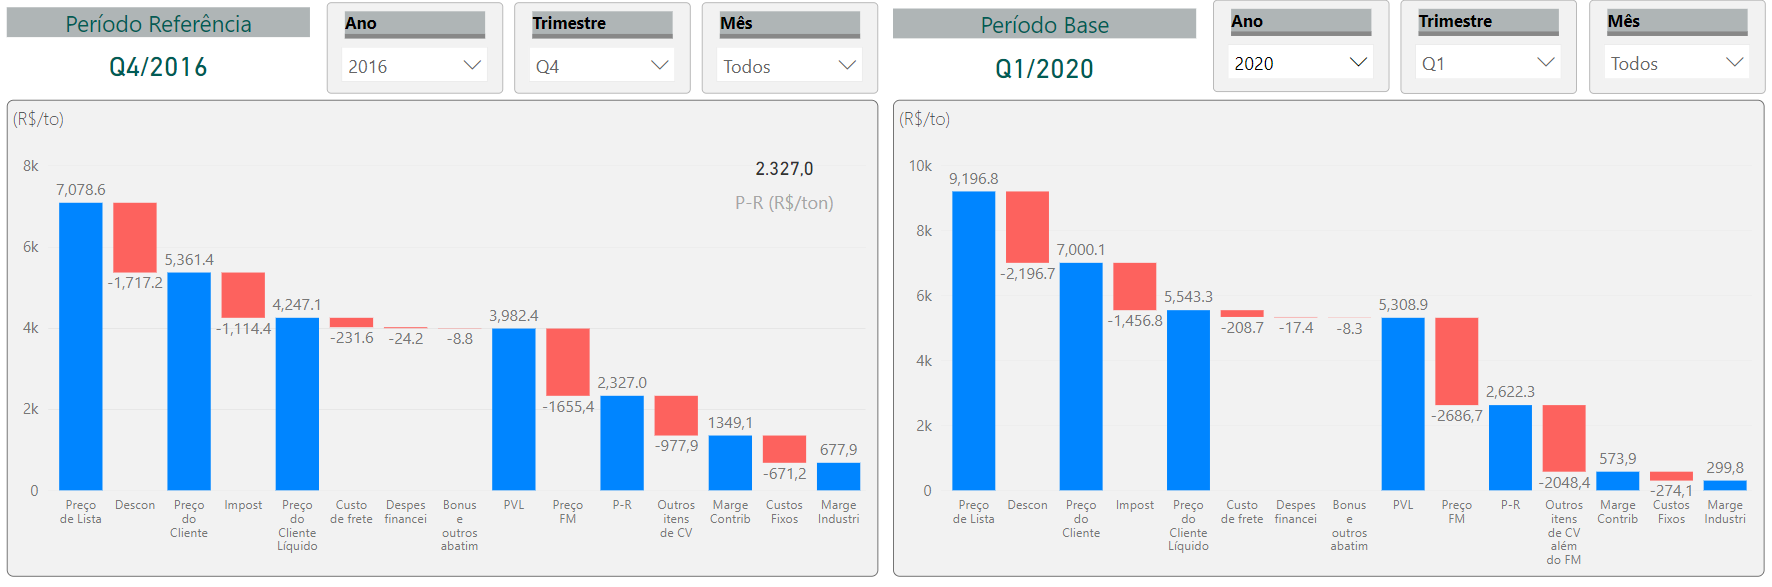 Período Referência
Q4/2016
Ano
2016
Trimestre
Q4
Mês
Todos
(R$/to)
2.327,0
P-R (R$/ton)
8k
6k
4k
2k
0
7,078.6
-1,717.2
5,361.4
-1,114.4
4,247.1
-231.6
-24.2
-8.8
3,982.4
-1655,4
2,327.0
-977,9
1349,1
-671,2
677,9
Preço
de Lista
Descon
Preço
do
Cliente
Impost
Preço
do
Cliente
Líquido
Custo
de frete
Despes
financei
Bonus
e
outros
abatim
PVL
Preço
FM
P-R
Outros
itens
de CV
Marge
Contrib
Custos
Fixos
Marge
Industri
Período Base
Q1/2020
Ano
2020
Trimestre
Q1
Mês
Todos
(R$/to)
10k
8k
6k
4k
2k
0
9,196.8
-2,196.7
7,000.1
-1,456.8
5,543.3
-208.7
-17.4
-8.3
5,308.9
-2686,7
2,622.3
-2048,4
573,9
-274,1
299,8
Preço
de Lista
Descon
Preço
do
Cliente
Impost
Preço
do
Cliente
Líquido
Custo
de frete
Despes
financei
Bonus
e
outros
abatim
PVL
Preço
FM
P-R
Outros
itens
de CV
além
do FM
Marge
Contrib
Custos
Fixos
Marge
Industri